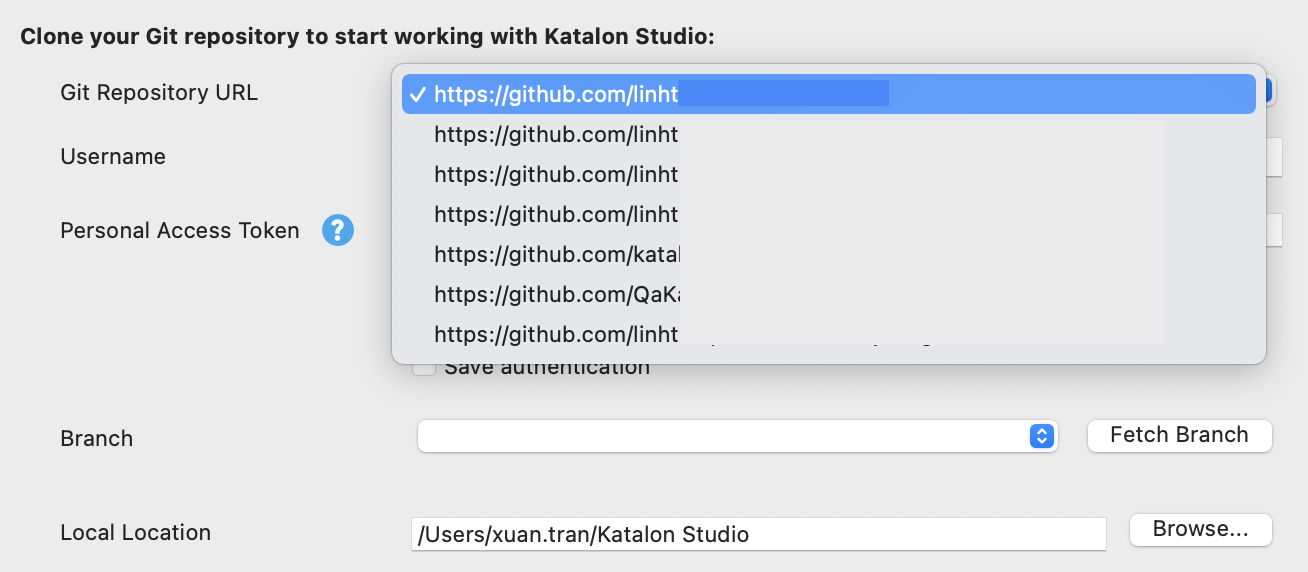 Clone your Git repository to start working with Katalon Studio:
Git Repository URL
✓ https://github.com/linht
https://github.com/linht
Username
https://github.com/linht
https://github.com/linht
Personal Access Token ?
https://github.com/katal
https://github.com/QaKa
https://github.com/linht
Save authentication
Branch
Fetch Branch
Local Location
/Users/xuan.tran/Katalon Studio
Browse...